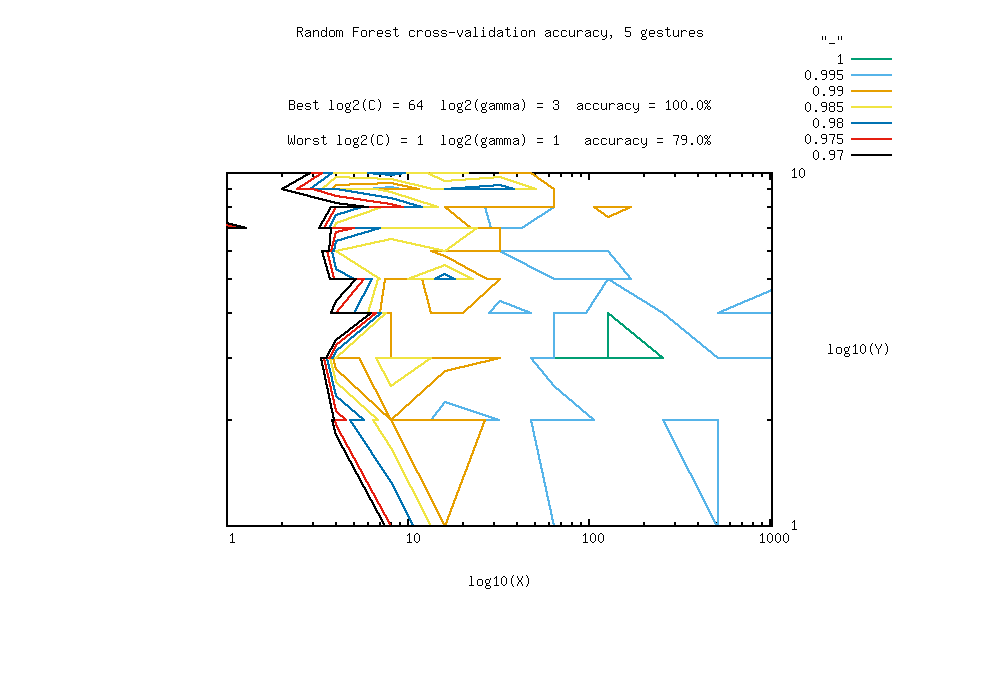 Random Forest cross-validation accuracy, 5 gestures
"_"
1
0.995
0.99
0.985
0.98
0.975
0.97
Best log2(C) = 64  log2(gamma) = 3  accuracy = 100.0%
Worst log2(C) = 1  log2(gamma) = 1   accuracy = 79.0%
10
log10(Y)
1
1 10 100 1000
log10(X)